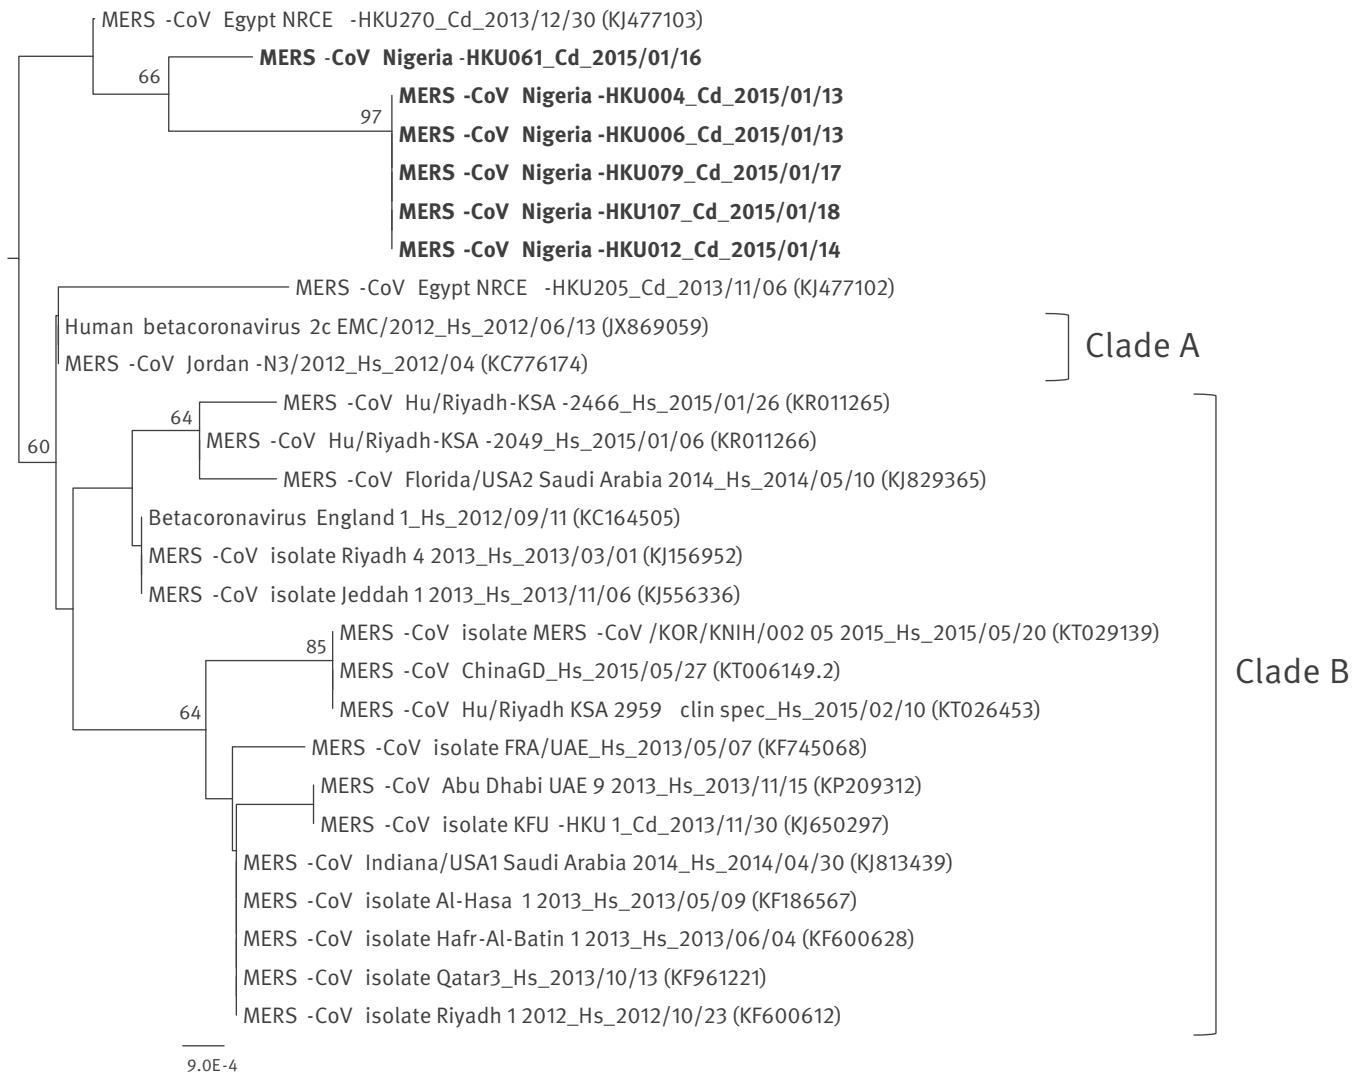 MERS -CoV Egypt NRCE -HKU270_Cd_2013/12/30 (KJ477103)
MERS -CoV Nigeria -HKU061_Cd_2015/01/16
66
MERS -CoV Nigeria -HKU004_Cd_2015/01/13
97
MERS -CoV Nigeria -HKU006_Cd_2015/01/13
MERS -CoV Nigeria -HKU079_Cd_2015/01/17
MERS -CoV Nigeria -HKU107_Cd_2015/01/18
MERS -CoV Nigeria -HKU012_Cd_2015/01/14
MERS -CoV Egypt NRCE -HKU205_Cd_2013/11/06 (KJ477102)
Human betacoronavirus 2c EMC/2012_Hs_2012/06/13 (JX869059)
Clade A
MERS -CoV Jordan -N3/2012_Hs_2012/04 (KC776174)
MERS -CoV Hu/Riyadh-KSA -2466_Hs_2015/01/26 (KR011265)
64
MERS -CoV Hu/Riyadh-KSA -2049_Hs_2015/01/06 (KR011266)
60
MERS -CoV Florida/USA2 Saudi Arabia 2014_Hs_2014/05/10 (KJ829365)
Betacoronavirus England 1_Hs_2012/09/11 (KC164505)
MERS -CoV isolate Riyadh 4 2013_Hs_2013/03/01 (KJ156952)
MERS -CoV isolate Jeddah 1 2013_Hs_2013/11/06 (KJ556336)
MERS -CoV isolate MERS -CoV /KOR/KNIH/002 05 2015_Hs_2015/05/20 (KT029139)
85
MERS -CoV ChinaGD_Hs_2015/05/27 (KT006149.2)
Clade B
MERS -CoV Hu/Riyadh KSA 2959 clin spec_Hs_2015/02/10 (KT026453)
64
MERS -CoV isolate FRA/UAE_Hs_2013/05/07 (KF745068)
MERS -CoV Abu Dhabi UAE 9 2013_Hs_2013/11/15 (KP209312)
MERS -CoV isolate KFU -HKU 1_Cd_2013/11/30 (KJ650297)
MERS -CoV Indiana/USA1 Saudi Arabia 2014_Hs_2014/04/30 (KJ813439)
MERS -CoV isolate Al-Hasa 1 2013_Hs_2013/05/09 (KF186567)
MERS -CoV isolate Hafr-Al-Batin 1 2013_Hs_2013/06/04 (KF600628)
MERS -CoV isolate Qatar3_Hs_2013/10/13 (KF961221)
MERS -CoV isolate Riyadh 1 2012_Hs_2012/10/23 (KF600612)
9.0E-4